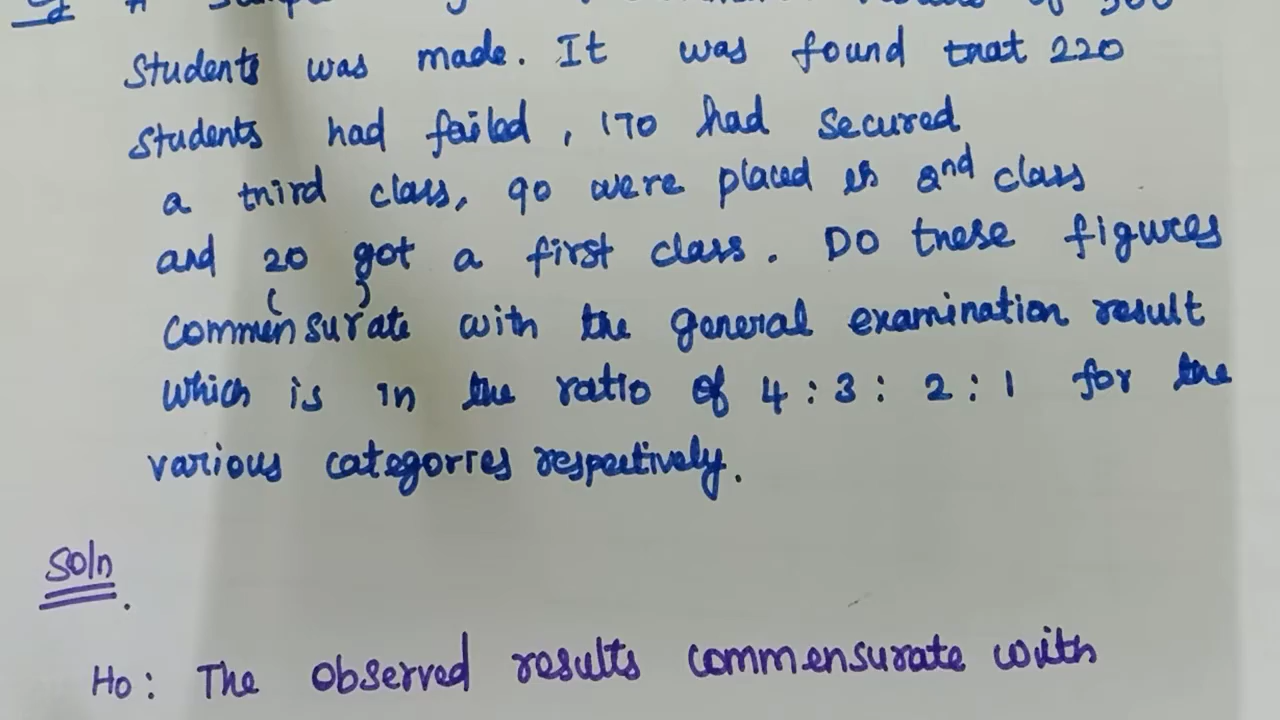 A
of
Students was made. It was found that 220
students had failed, 170 had secured
a third class, 90 were placed in 2nd class
and 20 got a first class. Do these figures
commensurate with the general examination result
which is in the ratio of 4:3:2:1 for the
various categories respectively.
Soln.
Ho: The observed results commensurate with